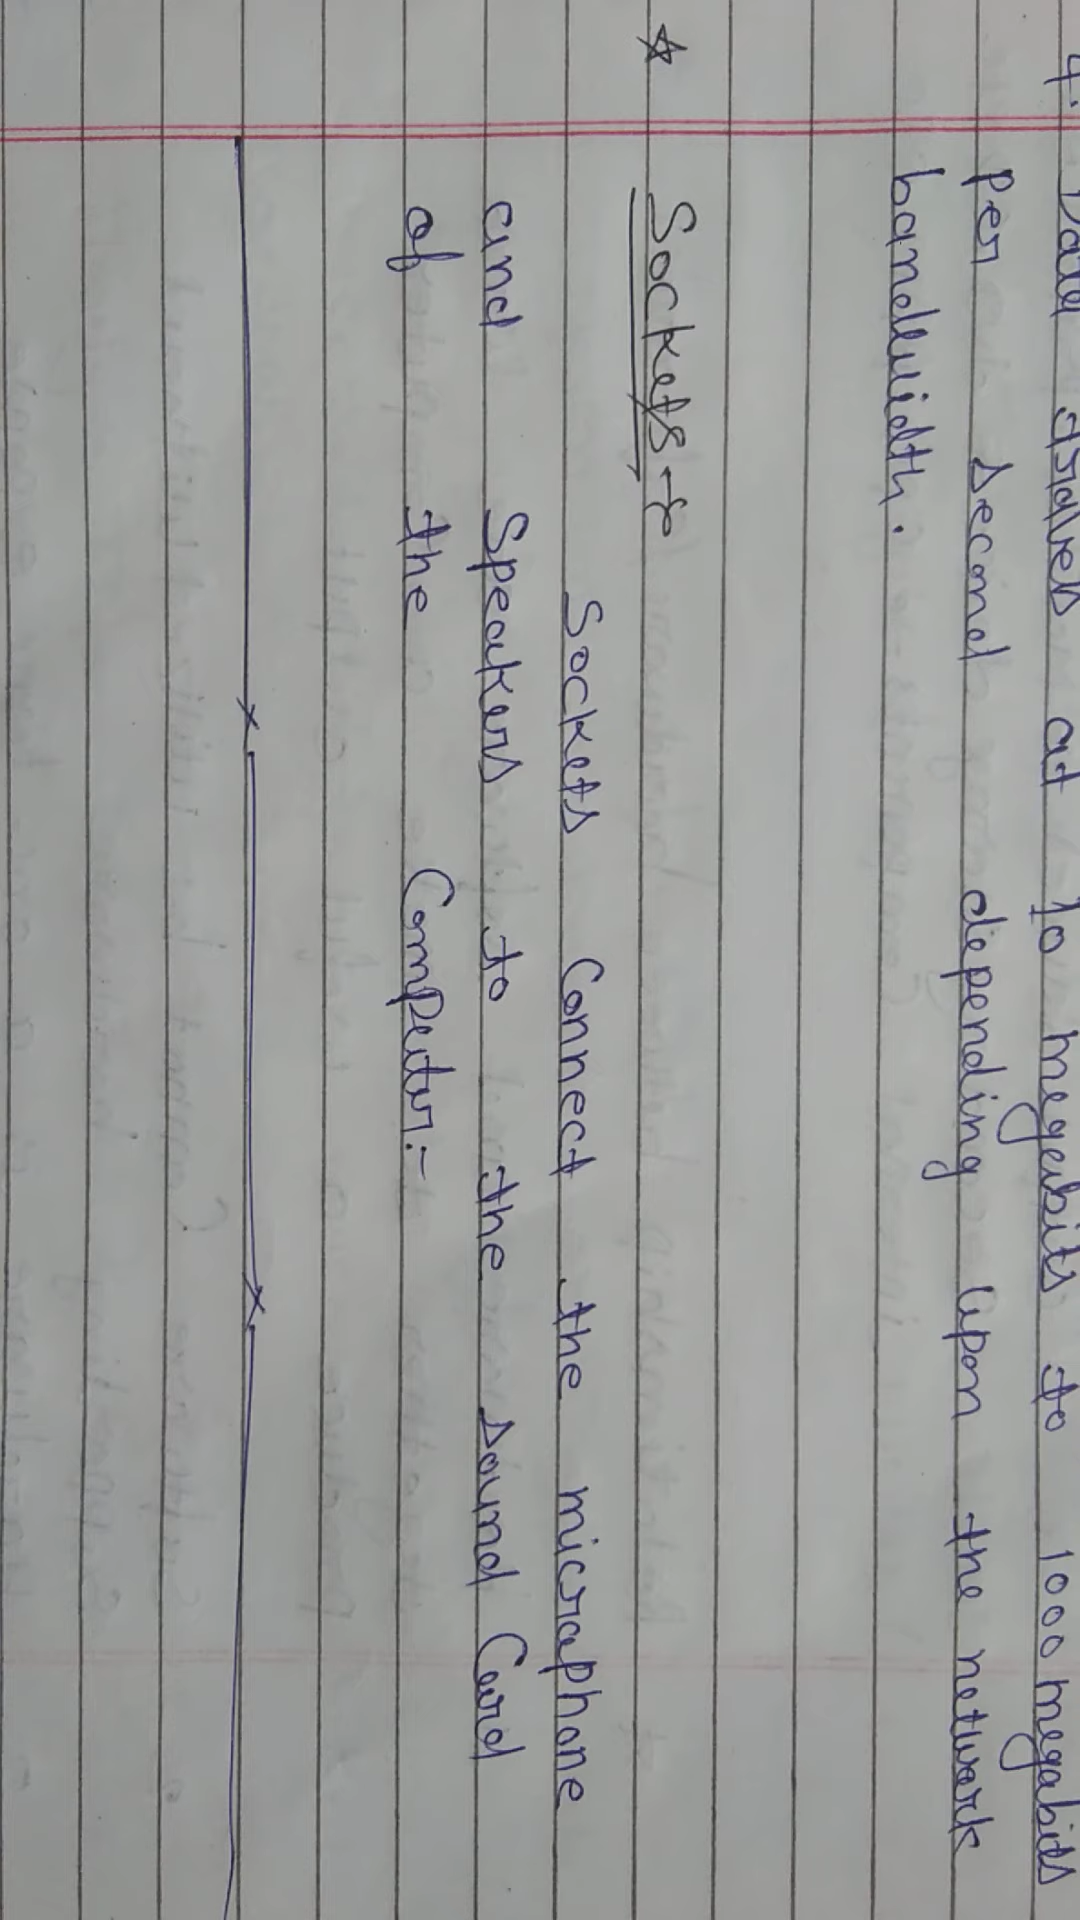 4. Data drives at 10 megabits to 1000 megabits
per second depending upon the network
bandwidth.
☆ Sockets :-
Sockets Connect the microphone
and Speakers to the sound Card
of the Computer :-